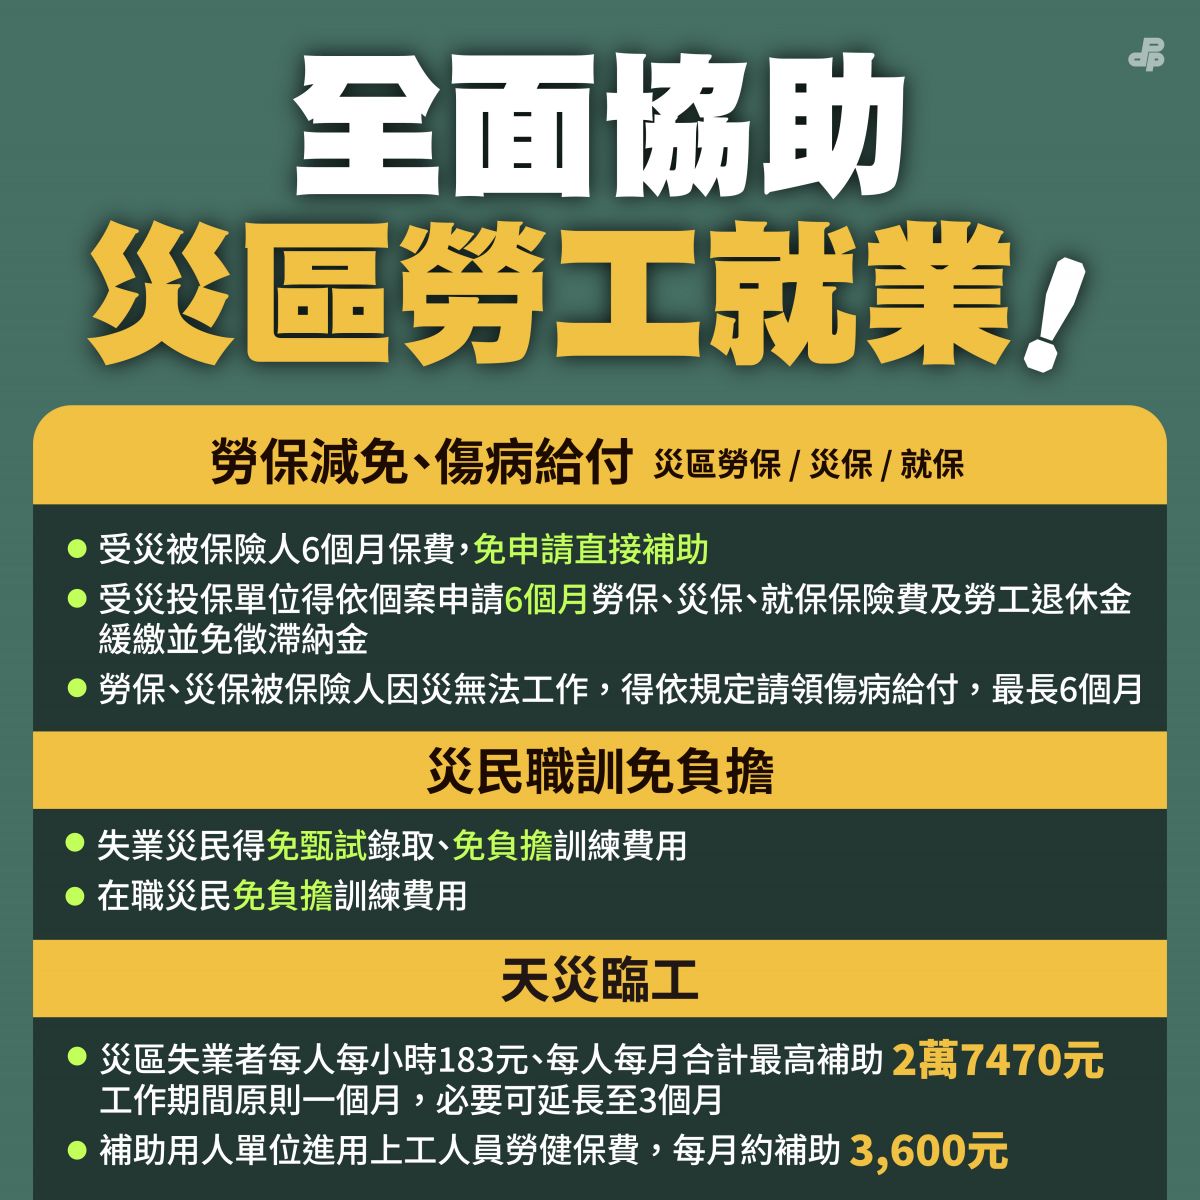 DPP
全面協助
災區勞工就業!
勞保減免、傷病給付 災區勞保 / 災保 / 就保
受災被保險人6個月保費,免申請直接補助
受災投保單位得依個案申請6個月勞保、災保、就保保險費及勞工退休金
緩繳並免徵滯納金
勞保、災保被保險人因災無法工作,得依規定請領傷病給付,最長6個月
災民職訓免負擔
失業災民得免甄試錄取、免負擔訓練費用
在職災民免負擔訓練費用
天災臨工
災區失業者每人每小時183元、每人每月合計最高補助 2萬7470元
工作期間原則一個月,必要可延長至3個月
補助用人單位進用上工人員勞健保費,每月約補助 3,600元